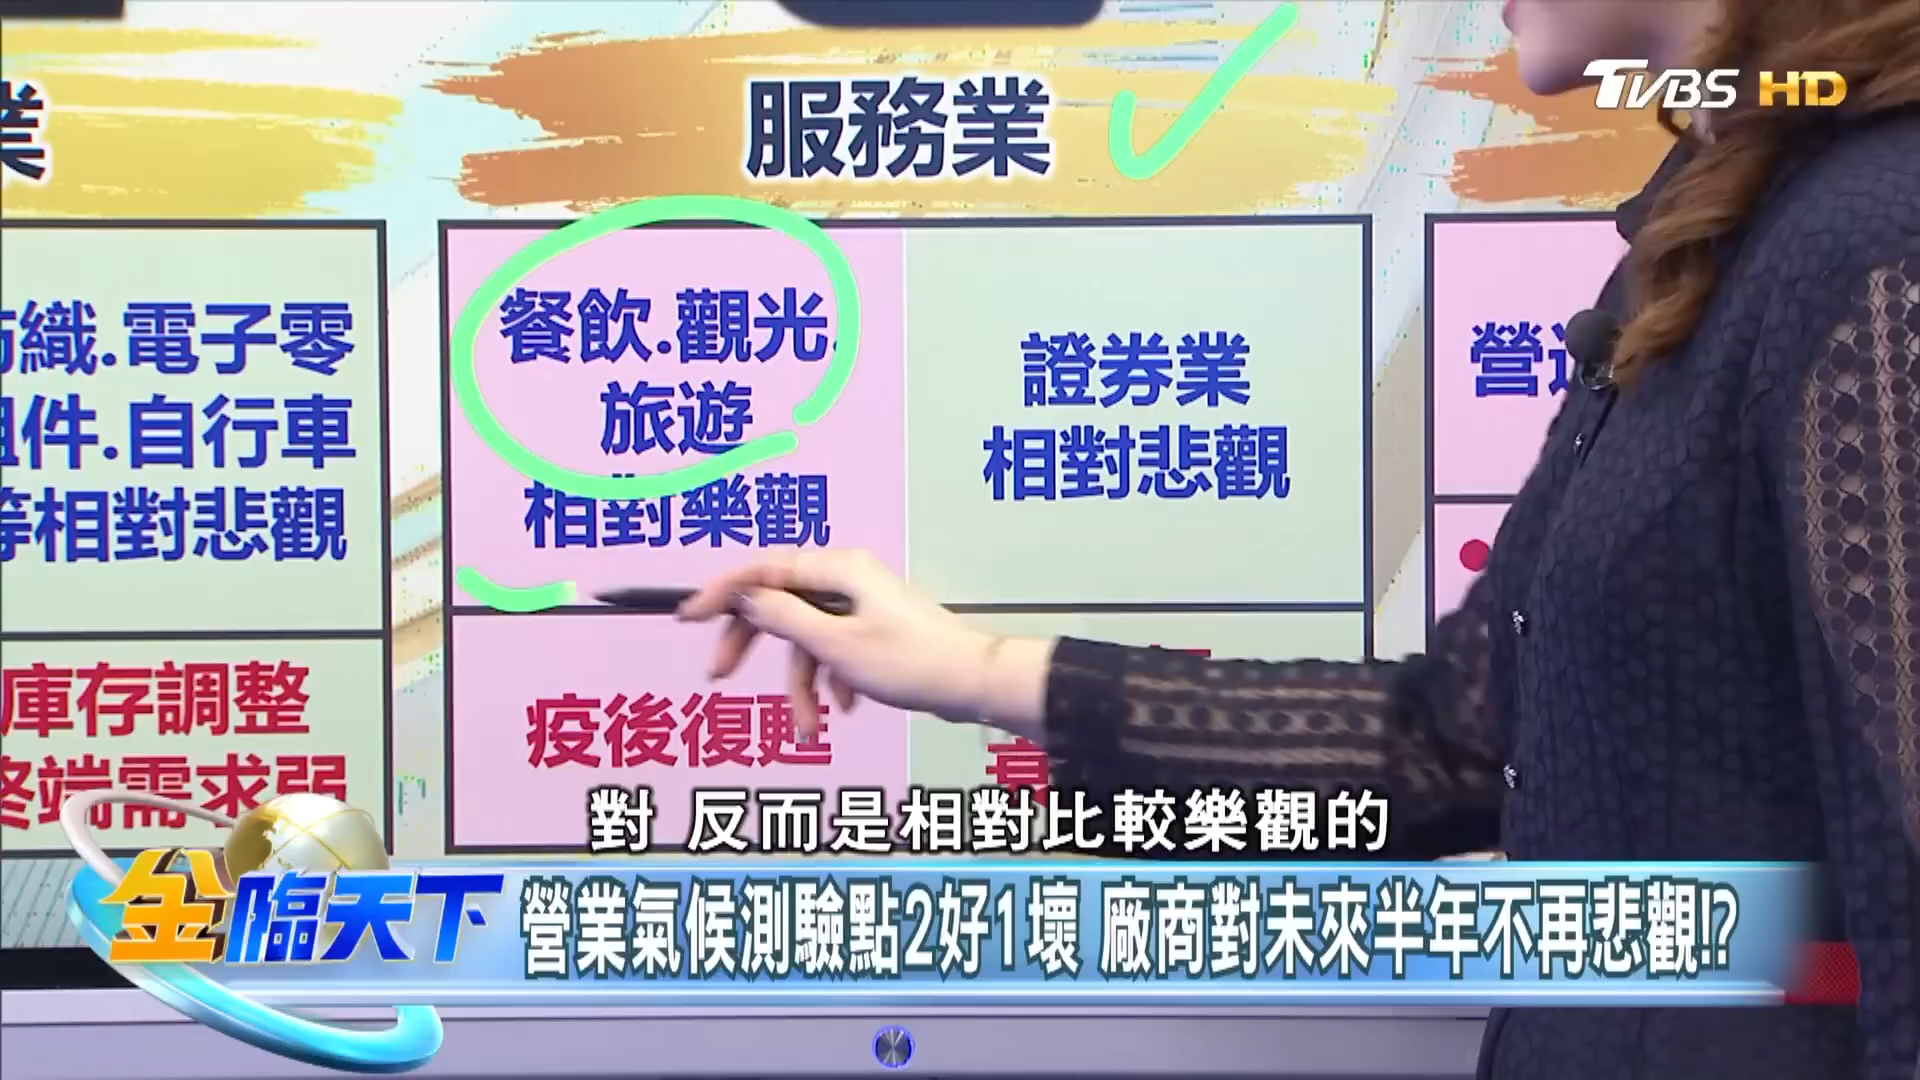 TVBS HD
業
服務業
織.電子零
組件.自行車
等相對悲觀
餐飲.觀光.
旅遊
相對樂觀
證券業
相對悲觀
營
庫存調整
終端需求弱
疫後復甦
對 反而是相對比較樂觀的
金臨天下
營業氣候測驗點2好1壞 廠商對未來半年不再悲觀!?